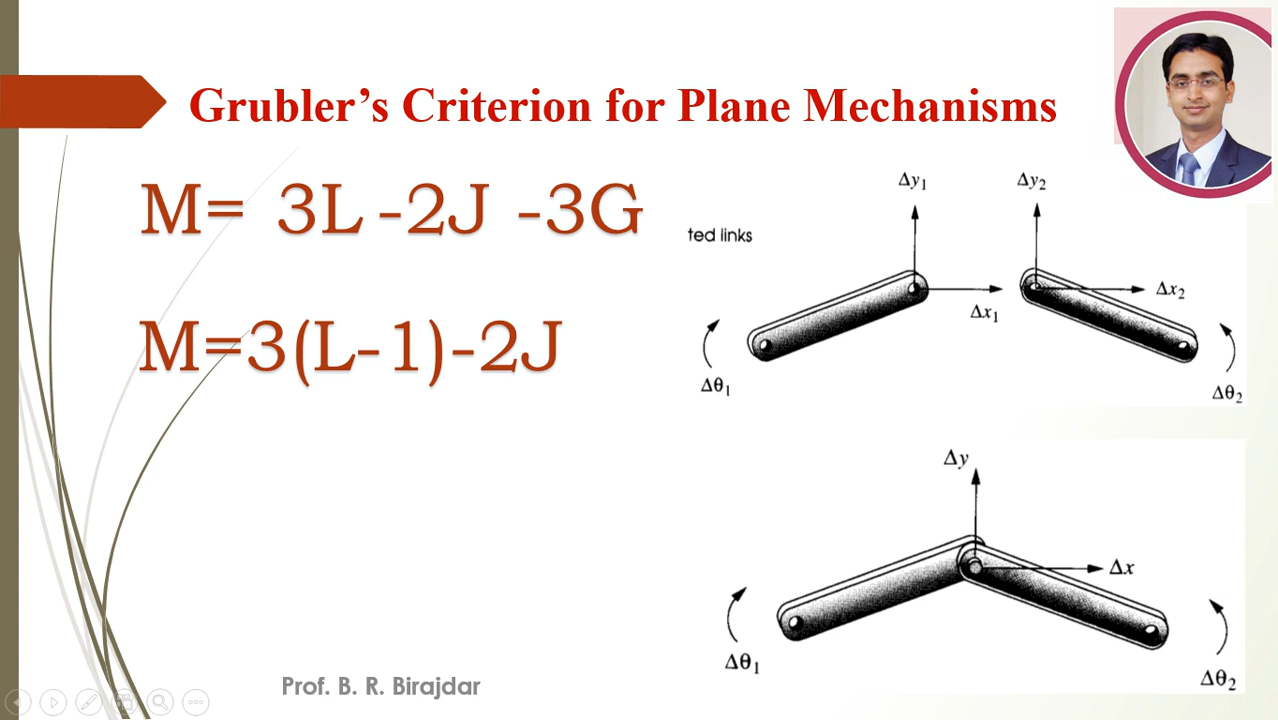 Grubler’s Criterion for Plane Mechanisms
M= 3L -2J -3G
M=3(L-1)-2J
ted links
Δy1 Δy2
Δx1 Δx2
Δθ1 Δθ2
Δy
Δx
Δθ1 Δθ2
Prof. B. R. Birajdar